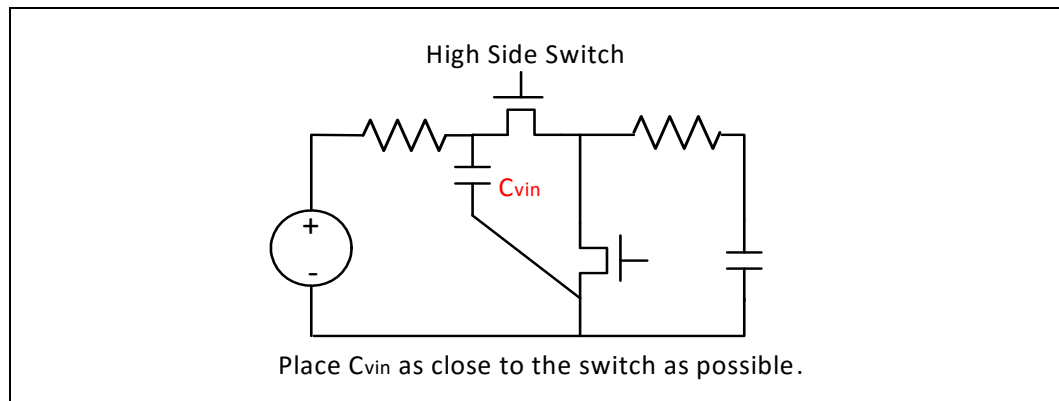 High Side Switch
Cvin
+
-
Place Cvin as close to the switch as possible.